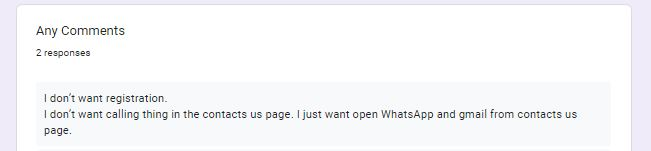 Any Comments
2 responses
I don't want registration.
I don't want calling thing in the contacts us page. I just want open WhatsApp and gmail from contacts us
page.